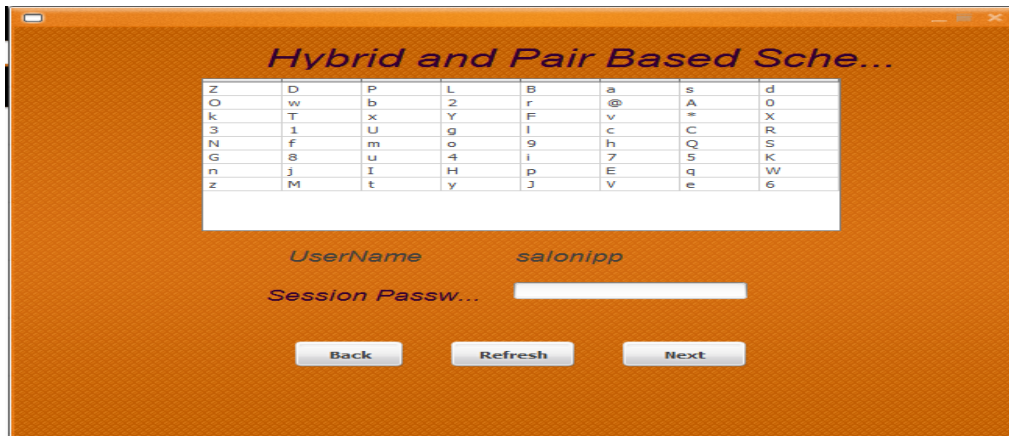 Hybrid and Pair Based Sche...
Z D P L B a s d
O w b 2 r @ A 0
k T x Y F v * X
3 1 U g l c C R
N f m o 9 h Q S
G 8 u 4 i 7 5 K
n j I H p E q W
z M t y J V e 6
UserName salonipp
Session Passw...
Back Refresh Next